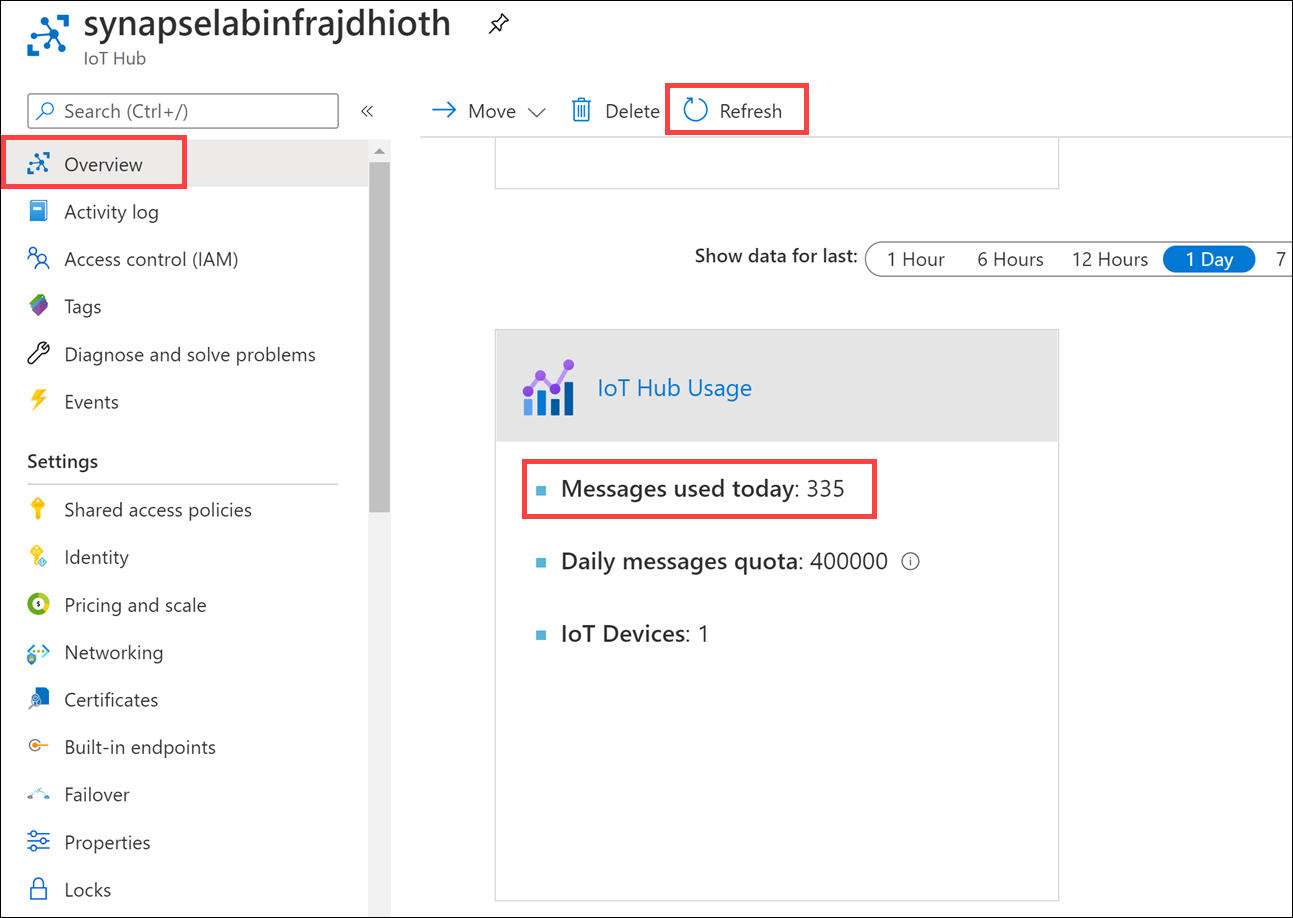 synapselabinfrajdhioth
IoT Hub
Search (Ctrl+/)
«
Move
Delete
Refresh
Overview
Activity log
Access control (IAM)
Tags
Diagnose and solve problems
Events
Settings
Shared access policies
Identity
Pricing and scale
Networking
Certificates
Built-in endpoints
Failover
Properties
Locks
Show data for last: 1 Hour 6 Hours 12 Hours 1 Day 7
IoT Hub Usage
Messages used today: 335
Daily messages quota: 400000
IoT Devices: 1